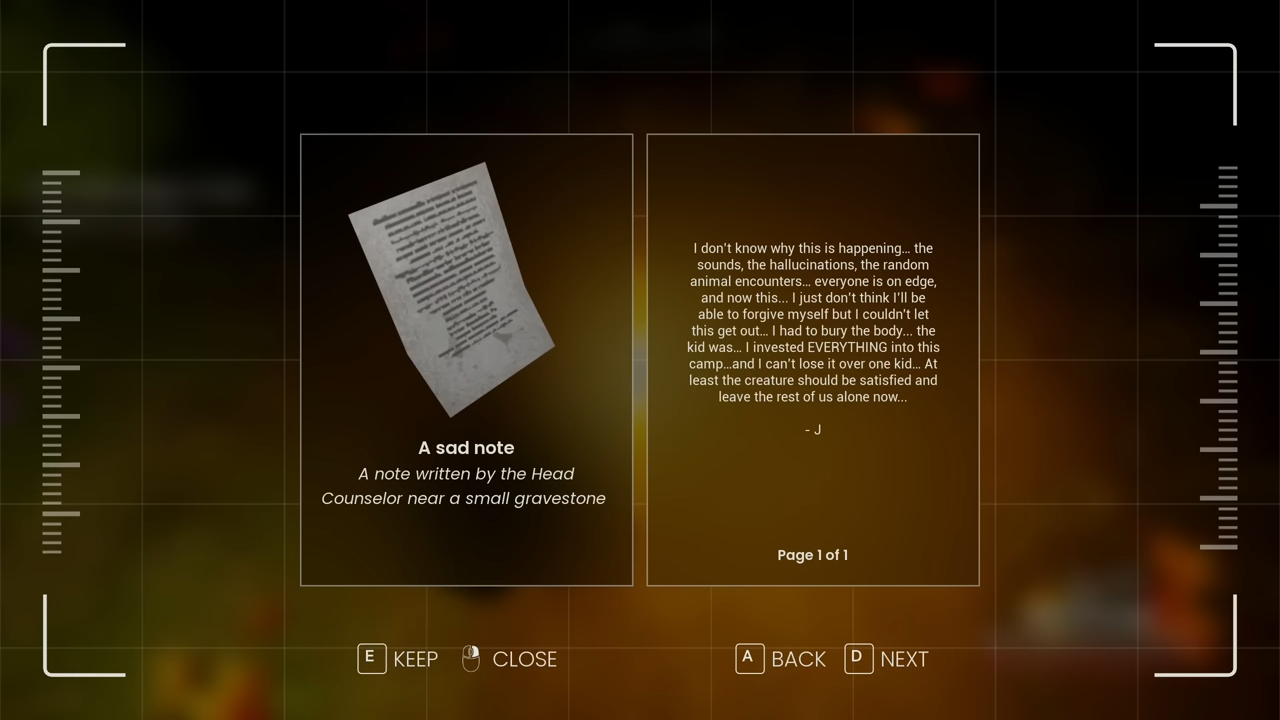 A sad note
A note written by the Head
Counselor near a small gravestone
I don't know why this is happening... the
sounds, the hallucinations, the random
animal encounters... everyone is on edge,
and now this... I just don't think I'll be
able to forgive myself but I couldn't let
this get out... I had to bury the body... the
kid was... I invested EVERYTHING into this
camp...and I can't lose it over one kid... At
least the creature should be satisfied and
leave the rest of us alone now...
- J
Page 1 of 1
E KEEP CLOSE A BACK D NEXT